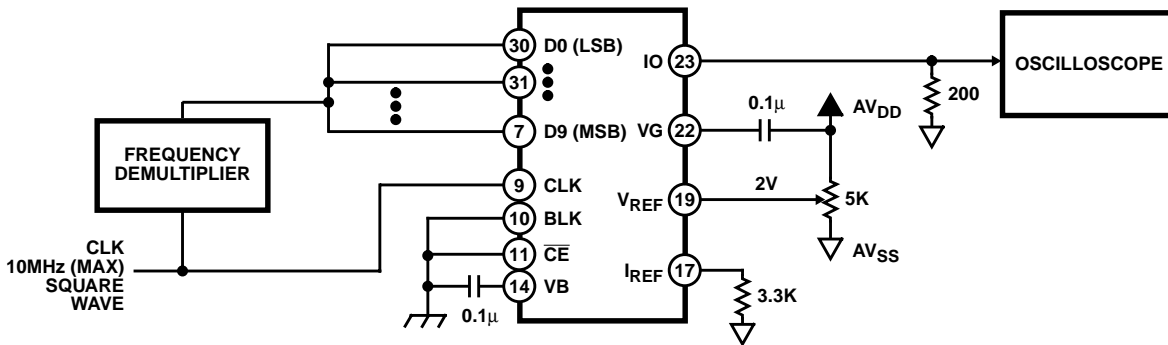 FREQUENCY
DEMULTIPLIER
CLK
10MHz (MAX)
SQUARE
WAVE
30 D0 (LSB)
31
7 D9 (MSB)
9 CLK
10 BLK
11 C̅E̅
14 VB
0.1μ
IO 23
VG 22
VREF 19
IREF 17
0.1μ
AVDD
2V
5K
AVSS
3.3K
200
OSCILLOSCOPE